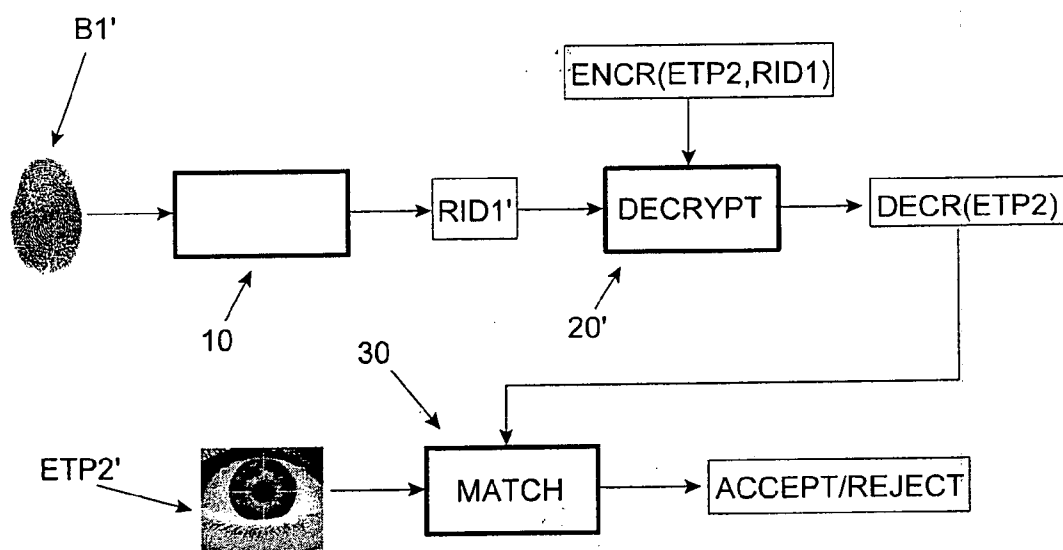 B1'
ENCR(ETP2,RID1)
RID1'
DECRYPT
DECR(ETP2)
10
20'
30
ETP2'
MATCH
ACCEPT/REJECT